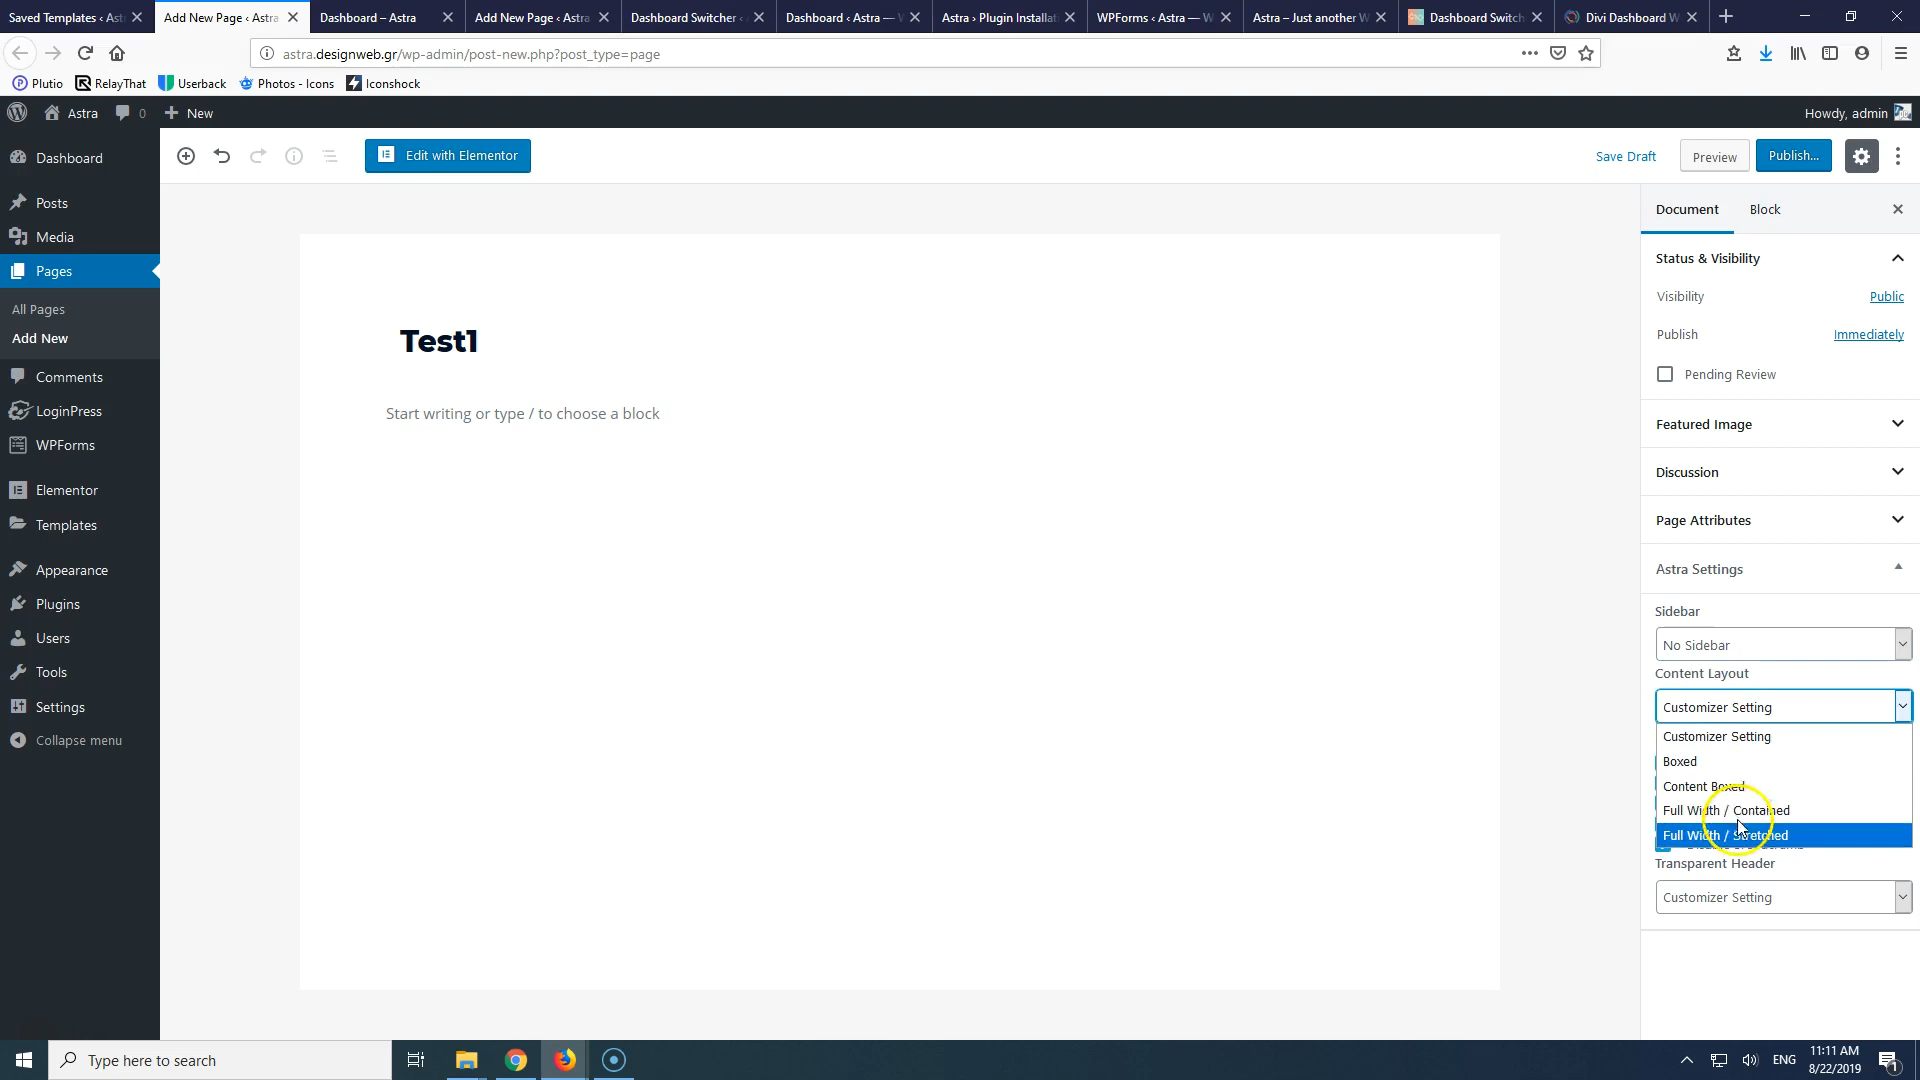 Saved Templates ‹ Ast
Add New Page ‹ Astra
Dashboard – Astra
Add New Page ‹ Astra
Dashboard Switcher ‹
Dashboard ‹ Astra — W
Astra › Plugin Installat
WPForms ‹ Astra — W
Astra – Just another W
Dashboard Switch
Divi Dashboard W
astra.designweb.gr/wp-admin/post-new.php?post_type=page
Plutio
RelayThat
Userback
Photos - Icons
Iconshock
Astra
0
New
Howdy, admin
Dashboard
Posts
Media
Pages
All Pages
Add New
Comments
LoginPress
WPForms
Elementor
Templates
Appearance
Plugins
Users
Tools
Settings
Collapse menu
Edit with Elementor
Save Draft
Preview
Publish...
Test1
Start writing or type / to choose a block
Document
Block
Status & Visibility
Visibility
Public
Publish
Immediately
Pending Review
Featured Image
Discussion
Page Attributes
Astra Settings
Sidebar
No Sidebar
Content Layout
Customizer Setting
Customizer Setting
Boxed
Content Boxed
Full Width / Contained
Full Width / Stretched
Transparent Header
Customizer Setting
Type here to search
ENG
11:11 AM
8/22/2019
1